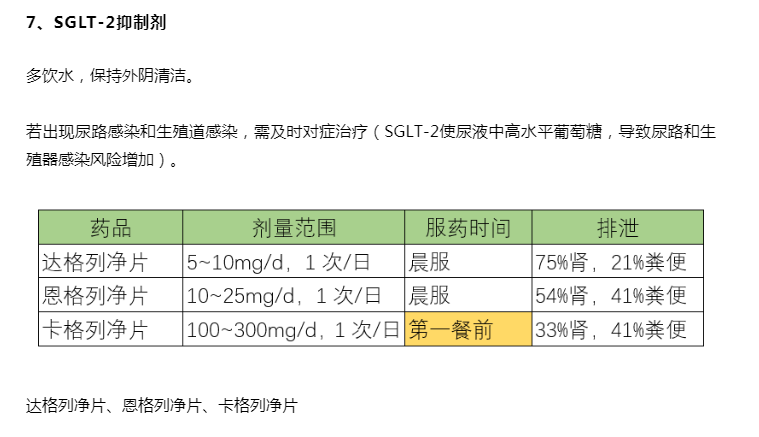 7、SGLT-2抑制剂
多饮水，保持外阴清洁。
若出现尿路感染和生殖道感染，需及时对症治疗（SGLT-2使尿液中高水平葡萄糖，导致尿路和生
殖器感染风险增加）。
药品 剂量范围 服药时间 排泄
达格列净片 5~10mg/d，1 次/日 晨服 75%肾，21%粪便
恩格列净片 10~25mg/d，1 次/日 晨服 54%肾，41%粪便
卡格列净片 100~300mg/d, 1 次/日 第一餐前 33%肾，41%粪便
达格列净片、恩格列净片、卡格列净片